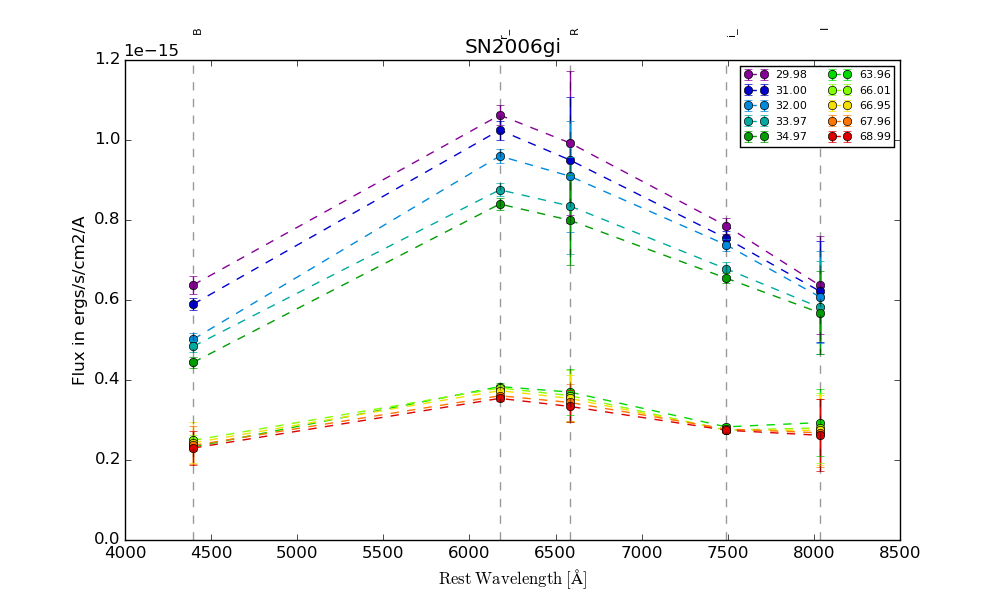 B r_ R i_ I
1e−15 SN2006gi
1.2
1.0
0.8
0.6
0.4
0.2
0.0
Flux in ergs/s/cm2/A
29.98 63.96
31.00 66.01
32.00 66.95
33.97 67.96
34.97 68.99
4000 4500 5000 5500 6000 6500 7000 7500 8000 8500
Rest Wavelength [Å]